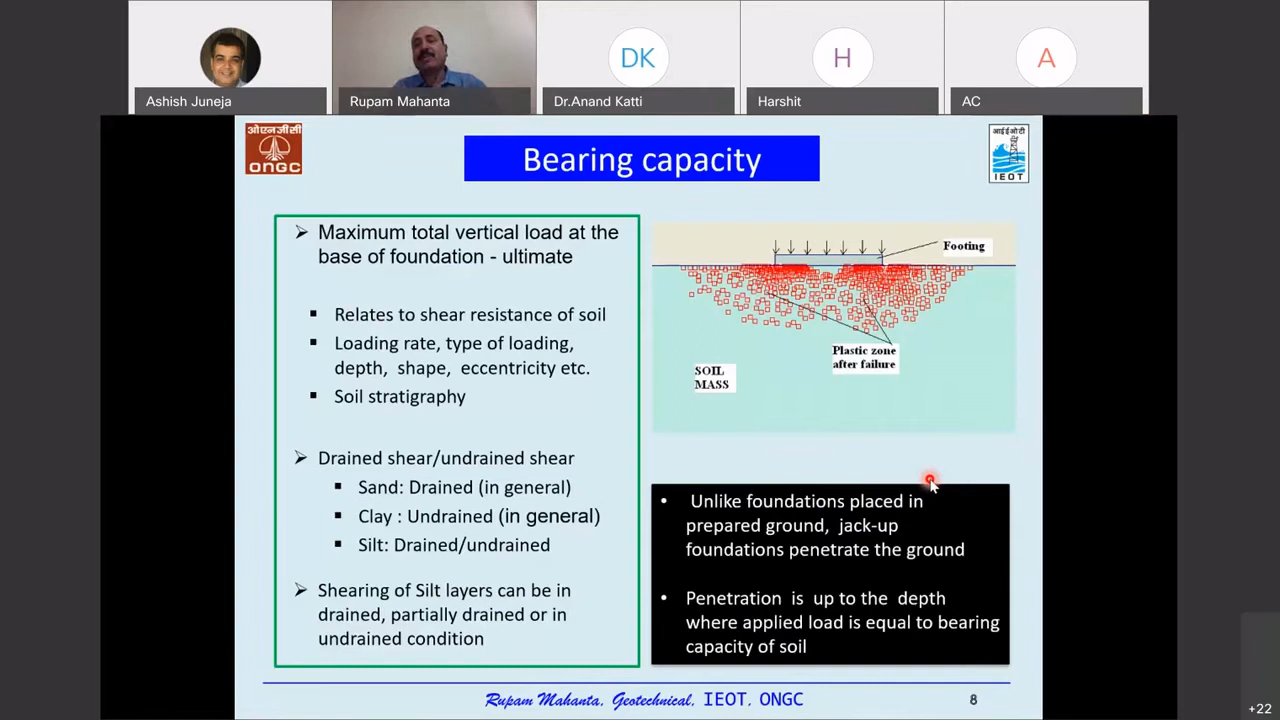 DK
H
A
Ashish Juneja
Rupam Mahanta
Dr.Anand Katti
Harshit
AC
ओएनजीसी
ONGC
Bearing capacity
आईईओटी
IEOT
Maximum total vertical load at the
base of foundation - ultimate
Relates to shear resistance of soil
Loading rate, type of loading,
depth, shape, eccentricity etc.
Soil stratigraphy
Drained shear/undrained shear
Sand: Drained (in general)
Clay : Undrained (in general)
Silt: Drained/undrained
Shearing of Silt layers can be in
drained, partially drained or in
undrained condition
Footing
Plastic zone
after failure
SOIL
MASS
Unlike foundations placed in
prepared ground, jack-up
foundations penetrate the ground
Penetration is up to the depth
where applied load is equal to bearing
capacity of soil
Rupam Mahanta, Geotechnical, IEOT, ONGC
8
+22